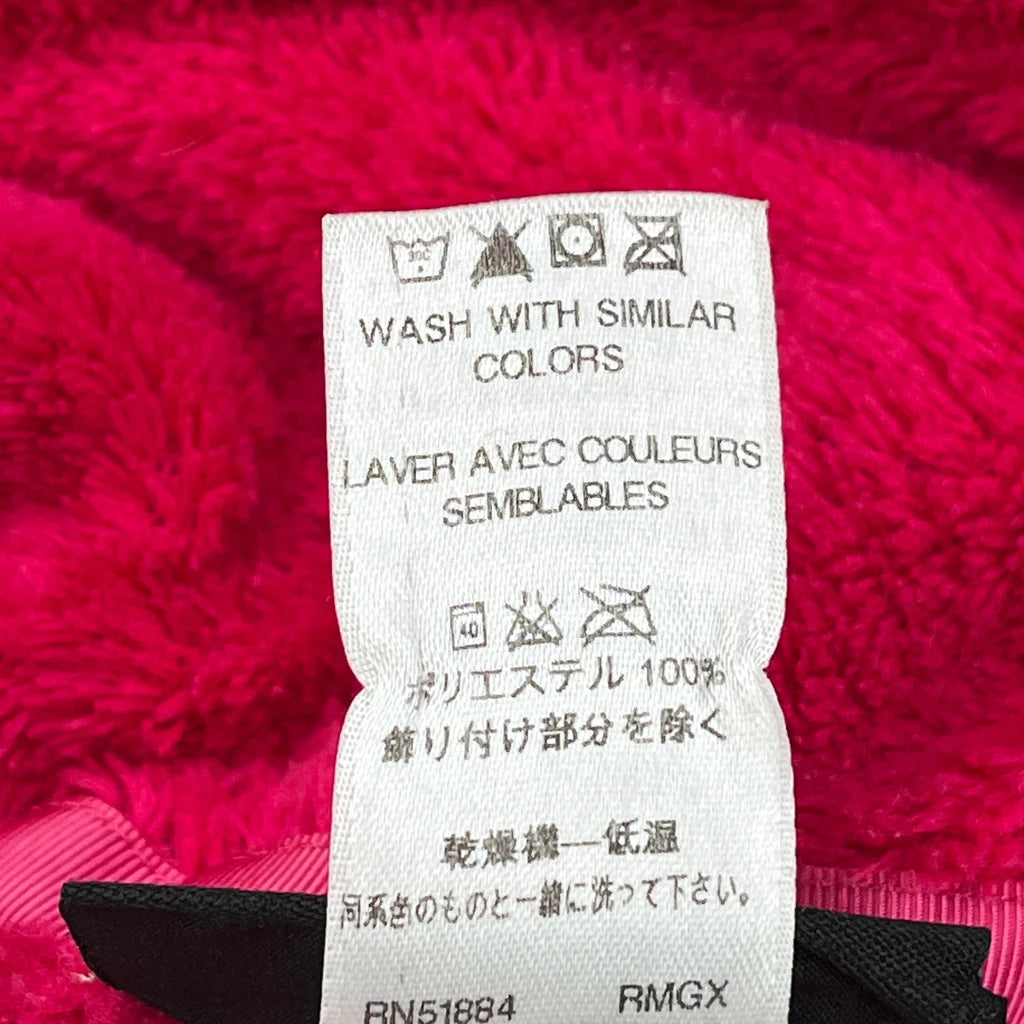 30C
WASH WITH SIMILAR
COLORS
LAVER AVEC COULEURS
SEMBLABLES
40
ポリエステル 100%
飾り付け部分を除く
乾燥機―低温
同系色のものと一緒に洗って下さい。
RN51884 RMGX